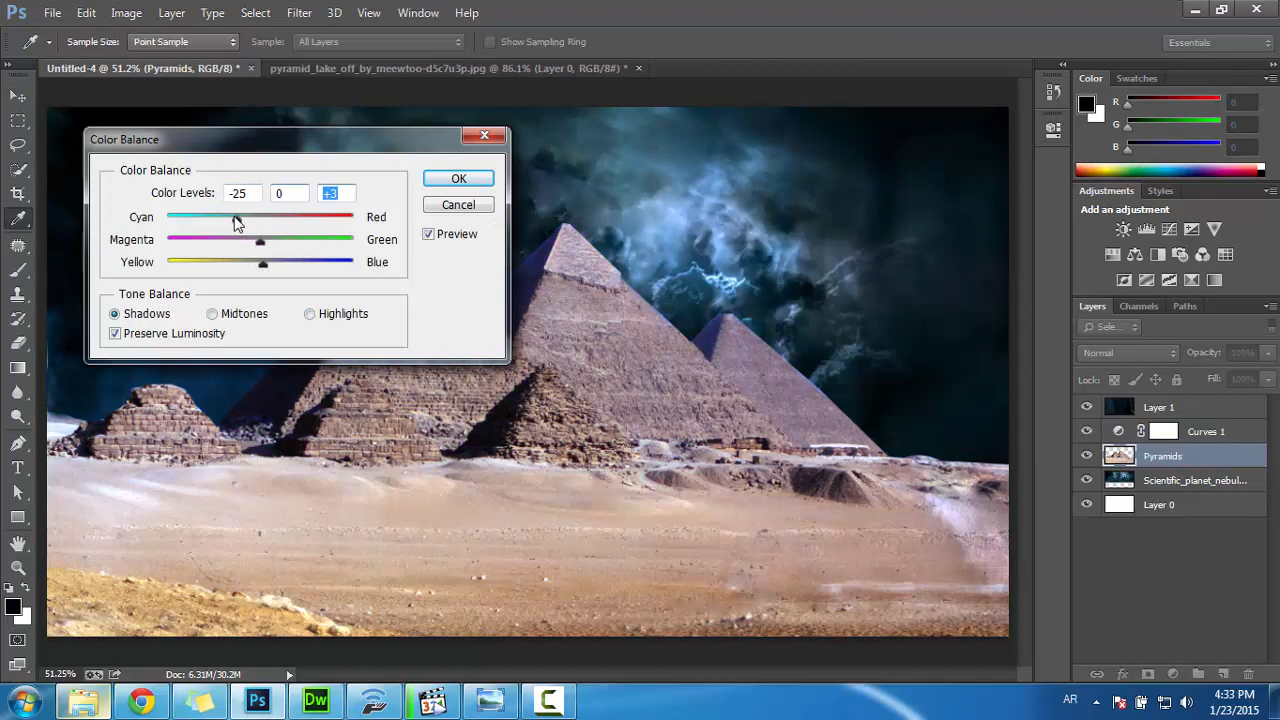 Ps File Edit Image Layer Type Select Filter 3D View Window Help
Sample Size: Point Sample Sample: All Layers Show Sampling Ring Essentials
Untitled-4 @ 51.2% (Pyramids, RGB/8) * × pyramid_take_off_by_meewtoo-d5c7u3p.jpg @ 86.1% (Layer 0, RGB/8#) * ×
Color Swatches
R 0
G 0
B 0
Color Balance
Color Balance
Color Levels: -25 0 +3
OK
Cyan Red
Cancel
Magenta Green
Preview
Yellow Blue
Tone Balance
Shadows Midtones Highlights
Preserve Luminosity
Adjustments Styles
Add an adjustment
Layers Channels Paths
Sele...
Normal Opacity: 100%
Lock: Fill: 100%
Layer 1
Curves 1
Pyramids
Scientific_planet_nebul...
Layer 0
51.25% Doc: 6.31M/30.2M
Ps Dw 37 C
AR 4:33 PM
1/23/2015